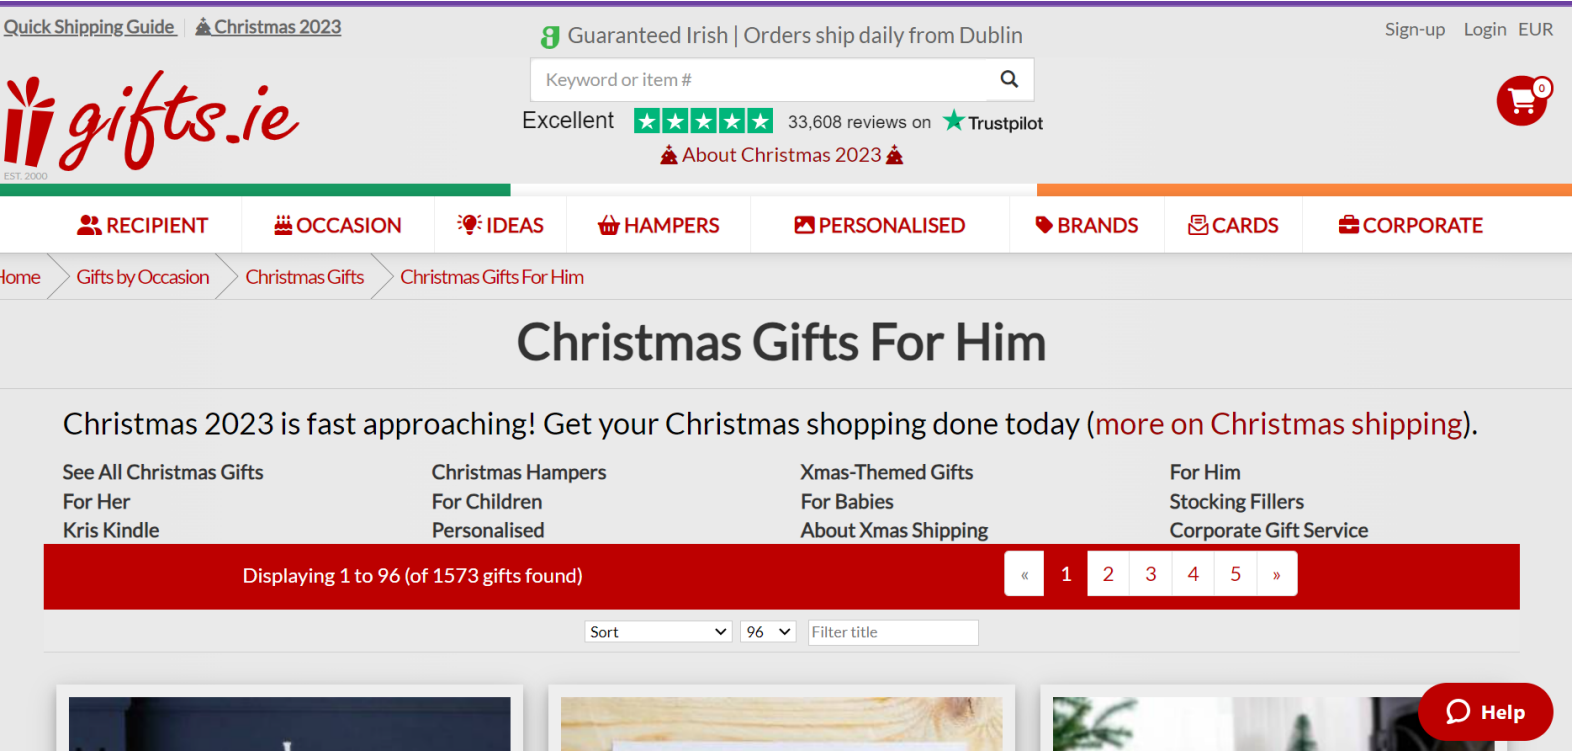 Quick Shipping Guide Christmas 2023
Guaranteed Irish | Orders ship daily from Dublin
Sign-up Login EUR
gifts.ie
EST. 2000
Keyword or item #
0
Excellent 33,608 reviews on Trustpilot
About Christmas 2023
RECIPIENT OCCASION IDEAS HAMPERS PERSONALISED BRANDS CARDS CORPORATE
Home Gifts by Occasion Christmas Gifts Christmas Gifts For Him
Christmas Gifts For Him
Christmas 2023 is fast approaching! Get your Christmas shopping done today (more on Christmas shipping).
See All Christmas Gifts Christmas Hampers Xmas-Themed Gifts For Him
For Her For Children For Babies Stocking Fillers
Kris Kindle Personalised About Xmas Shipping Corporate Gift Service
Displaying 1 to 96 (of 1573 gifts found) « 1 2 3 4 5 »
Sort 96 Filter title
Help